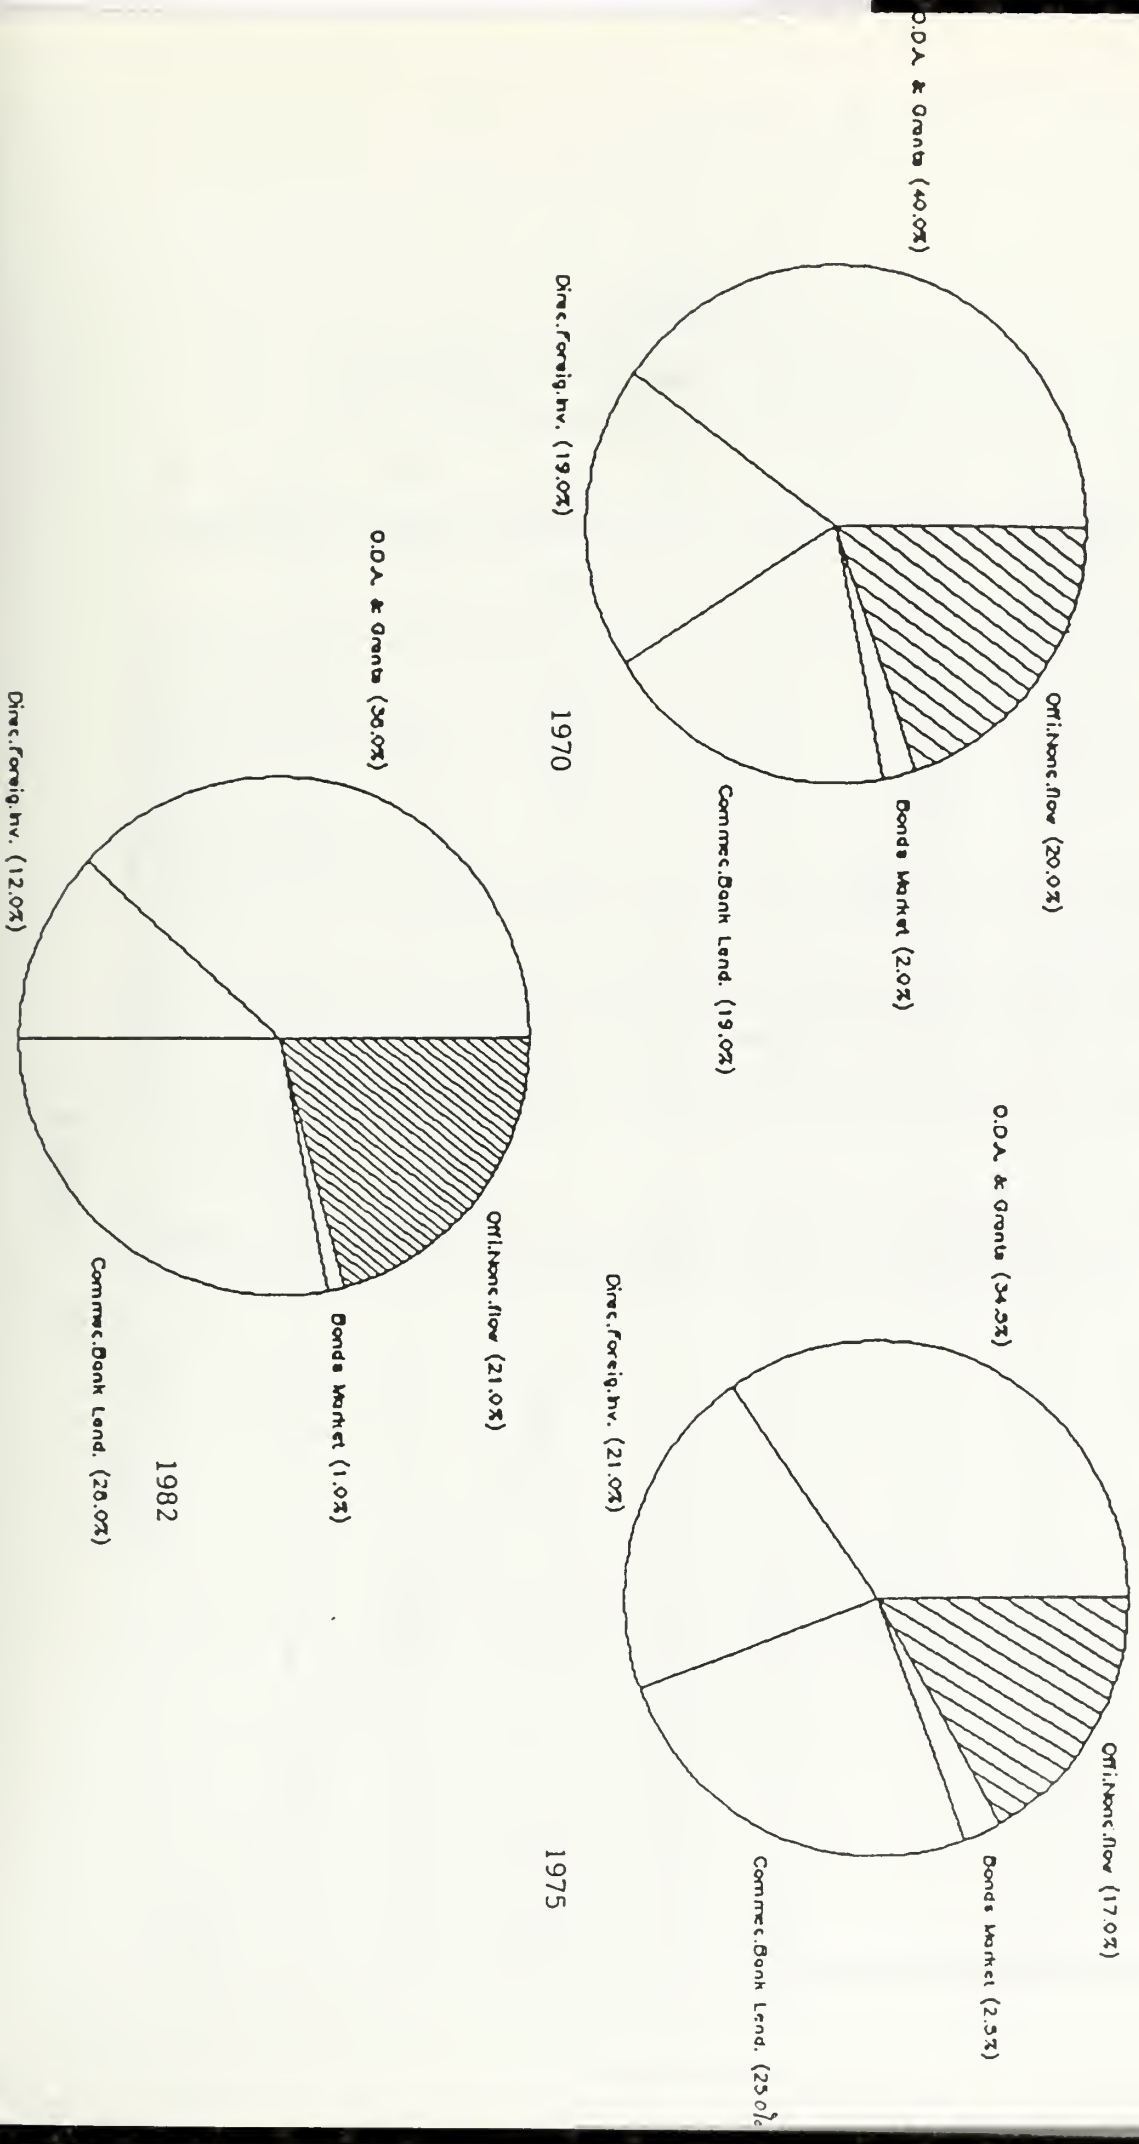 O.D.A & Grants (40.0%)
Offi.Nonc.flow (20.0%)
Bonds Market (2.0%)
Commec.Bank Lend. (19.0%)
Direc.Foreig.Inv. (19.0%)
1970
O.D.A & Grants (34.5%)
Offi.Nonc.flow (17.0%)
Bonds Market (2.5%)
Commec.Bank Lend. (25.0%
Direc.Foreig.Inv. (21.0%)
1975
O.D.A & Grants (38.0%)
Offi.Nonc.flow (21.0%)
Bonds Market (1.0%)
Commec.Bank Lend. (28.0%)
Direc.Foreig.Inv. (12.0%)
1982